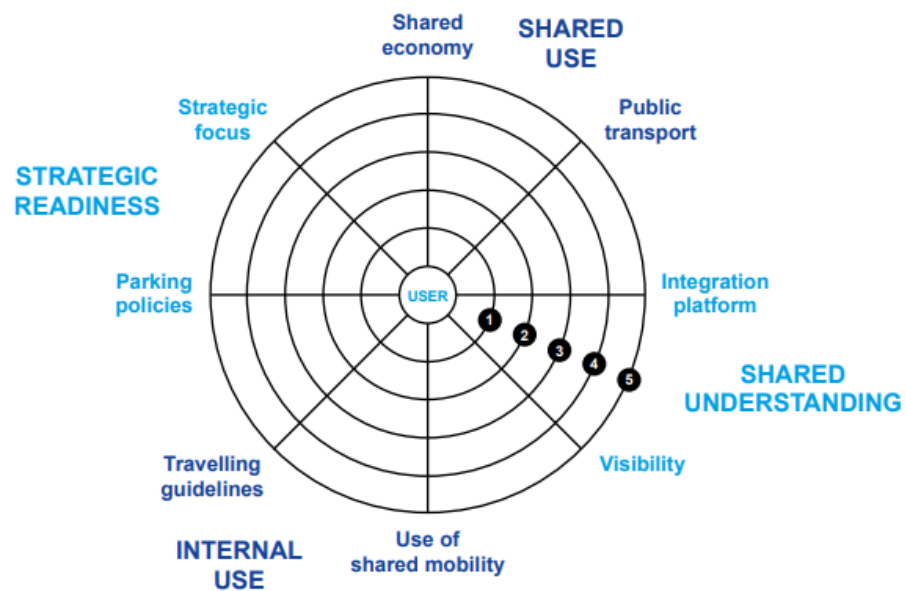 Shared
economy
SHARED
USE
Strategic
focus
Public
transport
STRATEGIC
READINESS
Parking
policies
USER
Integration
platform
1
2
3
4
5
SHARED
UNDERSTANDING
Travelling
guidelines
Visibility
INTERNAL
USE
Use of
shared mobility